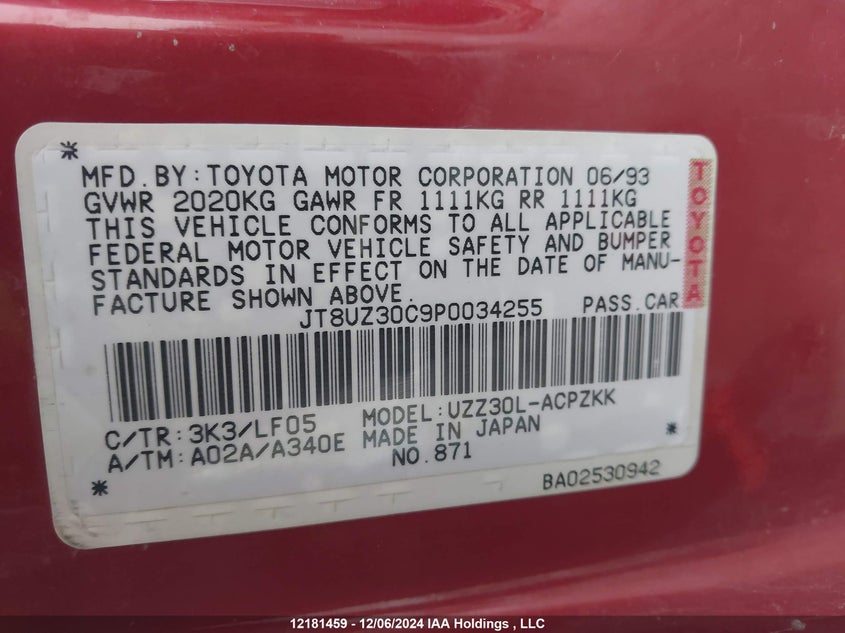 MFD.BY:TOYOTA MOTOR CORPORATION 06/93
GVWR 2020KG GAWR FR 1111KG RR 1111KG
THIS VEHICLE CONFORMS TO ALL APPLICABLE
FEDERAL MOTOR VEHICLE SAFETY AND BUMPER
STANDARDS IN EFFECT ON THE DATE OF MANU-
FACTURE SHOWN ABOVE.
TOYOTA
JT8UZ30C9P0034255 PASS.CAR
C/TR:3K3/LF05 MODEL:UZZ30L-ACPZKK
A/TM:A02A/A340E MADE IN JAPAN
NO.871
BA02530942
12181459 - 12/06/2024 IAA Holdings , LLC